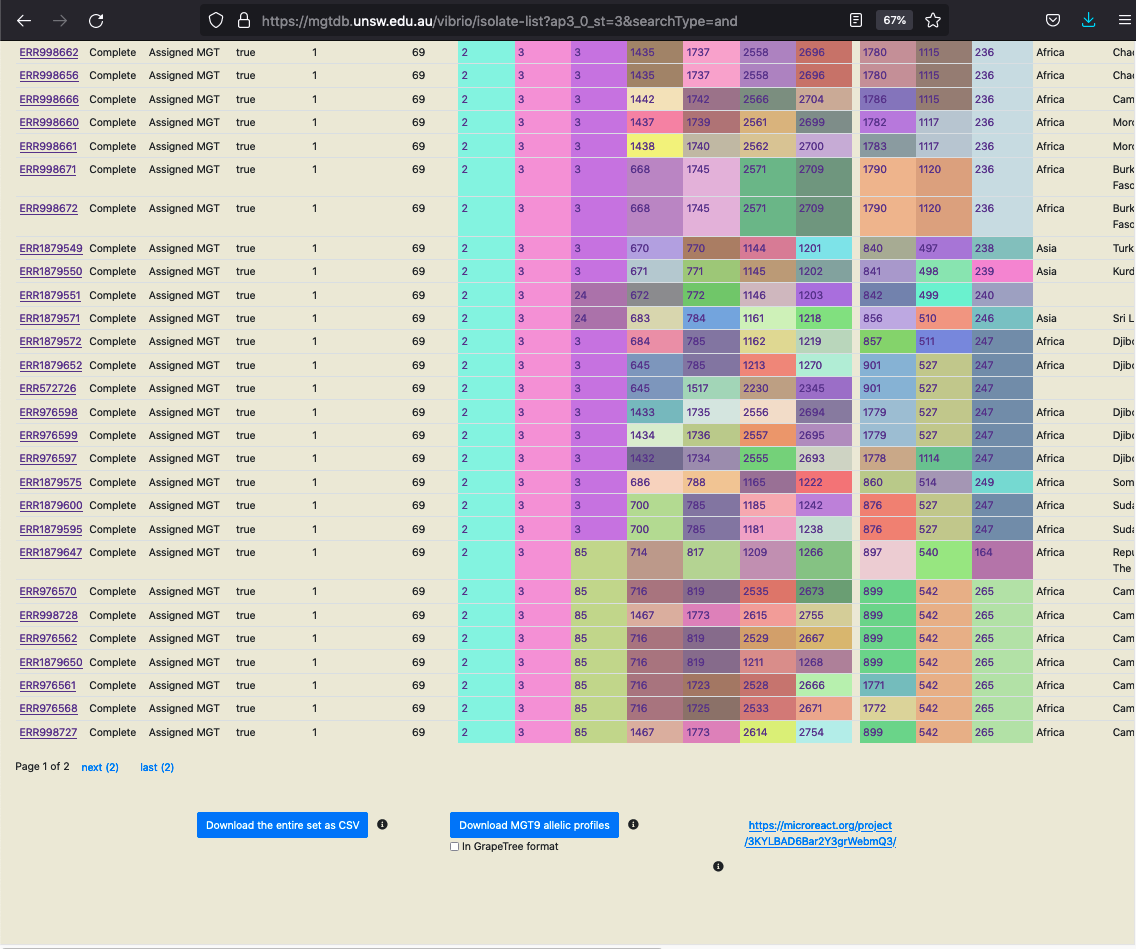 https://mgtdb.unsw.edu.au/vibrio/isolate-list?ap3_0_st=3&searchType=and 67%
ERR998662 Complete Assigned MGT true 1 69 2 3 3 1435 1737 2558 2696 1780 1115 236 Africa Chac
ERR998656 Complete Assigned MGT true 1 69 2 3 3 1435 1737 2558 2696 1780 1115 236 Africa Chac
ERR998666 Complete Assigned MGT true 1 69 2 3 3 1442 1742 2566 2704 1786 1115 236 Africa Cam
ERR998660 Complete Assigned MGT true 1 69 2 3 3 1437 1739 2561 2699 1782 1117 236 Africa Morc
ERR998661 Complete Assigned MGT true 1 69 2 3 3 1438 1740 2562 2700 1783 1117 236 Africa Morc
ERR998671 Complete Assigned MGT true 1 69 2 3 3 668 1745 2571 2709 1790 1120 236 Africa Burk
Fasc
ERR998672 Complete Assigned MGT true 1 69 2 3 3 668 1745 2571 2709 1790 1120 236 Africa Burk
Fasc
ERR1879549 Complete Assigned MGT true 1 69 2 3 3 670 770 1144 1201 840 497 238 Asia Turk
ERR1879550 Complete Assigned MGT true 1 69 2 3 3 671 771 1145 1202 841 498 239 Asia Kurd
ERR1879551 Complete Assigned MGT true 1 69 2 3 24 672 772 1146 1203 842 499 240
ERR1879571 Complete Assigned MGT true 1 69 2 3 24 683 784 1161 1218 856 510 246 Asia Sri L
ERR1879572 Complete Assigned MGT true 1 69 2 3 3 684 785 1162 1219 857 511 247 Africa Djibc
ERR1879652 Complete Assigned MGT true 1 69 2 3 3 645 785 1213 1270 901 527 247 Africa Djibc
ERR572726 Complete Assigned MGT true 1 69 2 3 3 645 1517 2230 2345 901 527 247
ERR976598 Complete Assigned MGT true 1 69 2 3 3 1433 1735 2556 2694 1779 527 247 Africa Djibc
ERR976599 Complete Assigned MGT true 1 69 2 3 3 1434 1736 2557 2695 1779 527 247 Africa Djibc
ERR976597 Complete Assigned MGT true 1 69 2 3 3 1432 1734 2555 2693 1778 1114 247 Africa Djibc
ERR1879575 Complete Assigned MGT true 1 69 2 3 3 686 788 1165 1222 860 514 249 Africa Som
ERR1879600 Complete Assigned MGT true 1 69 2 3 3 700 785 1185 1242 876 527 247 Africa Suda
ERR1879595 Complete Assigned MGT true 1 69 2 3 3 700 785 1181 1238 876 527 247 Africa Suda
ERR1879647 Complete Assigned MGT true 1 69 2 3 85 714 817 1209 1266 897 540 164 Africa Repu
The
ERR976570 Complete Assigned MGT true 1 69 2 3 85 716 819 2535 2673 899 542 265 Africa Cam
ERR998728 Complete Assigned MGT true 1 69 2 3 85 1467 1773 2615 2755 899 542 265 Africa Cam
ERR976562 Complete Assigned MGT true 1 69 2 3 85 716 819 2529 2667 899 542 265 Africa Cam
ERR1879650 Complete Assigned MGT true 1 69 2 3 85 716 819 1211 1268 899 542 265 Africa Cam
ERR976561 Complete Assigned MGT true 1 69 2 3 85 716 1723 2528 2666 1771 542 265 Africa Cam
ERR976568 Complete Assigned MGT true 1 69 2 3 85 716 1725 2533 2671 1772 542 265 Africa Cam
ERR998727 Complete Assigned MGT true 1 69 2 3 85 1467 1773 2614 2754 899 542 265 Africa Cam
Page 1 of 2 next (2) last (2)
Download the entire set as CSV Download MGT9 allelic profiles https://microreact.org/project
/3KYLBAD6Bar2Y3grWebmQ3/
In GrapeTree format